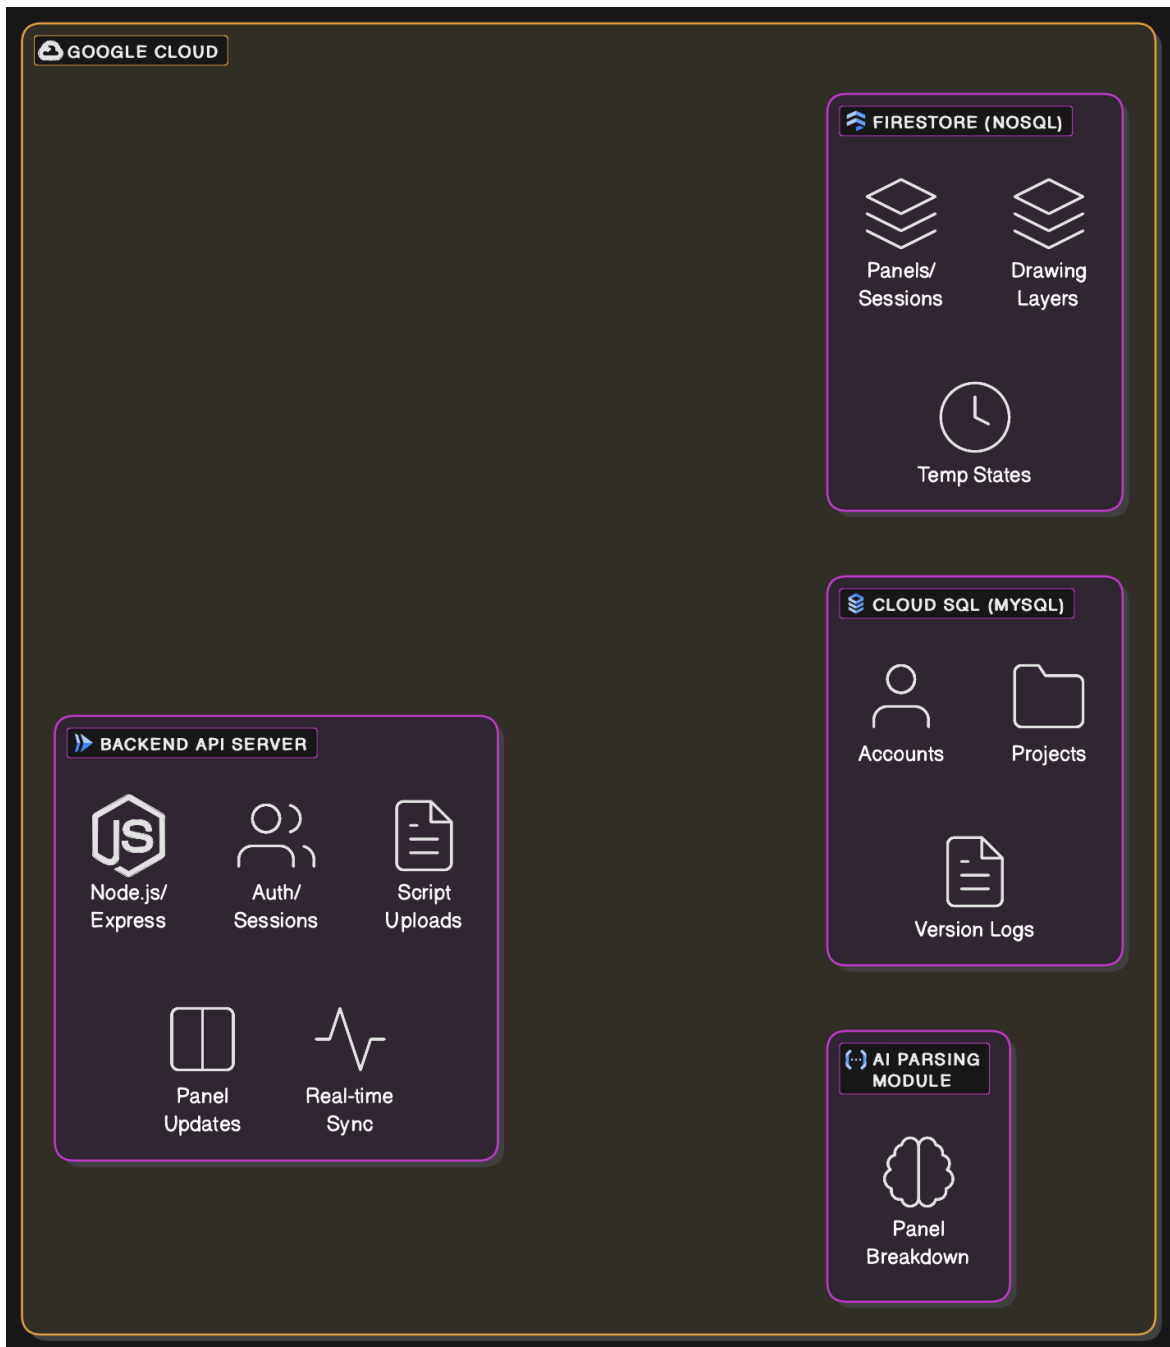 GOOGLE CLOUD
FIRESTORE (NOSQL)
Panels/
Sessions
Drawing
Layers
Temp States
CLOUD SQL (MYSQL)
Accounts
Projects
Version Logs
BACKEND API SERVER
JS
Node.js/
Express
Auth/
Sessions
Script
Uploads
Panel
Updates
Real-time
Sync
AI PARSING
MODULE
Panel
Breakdown